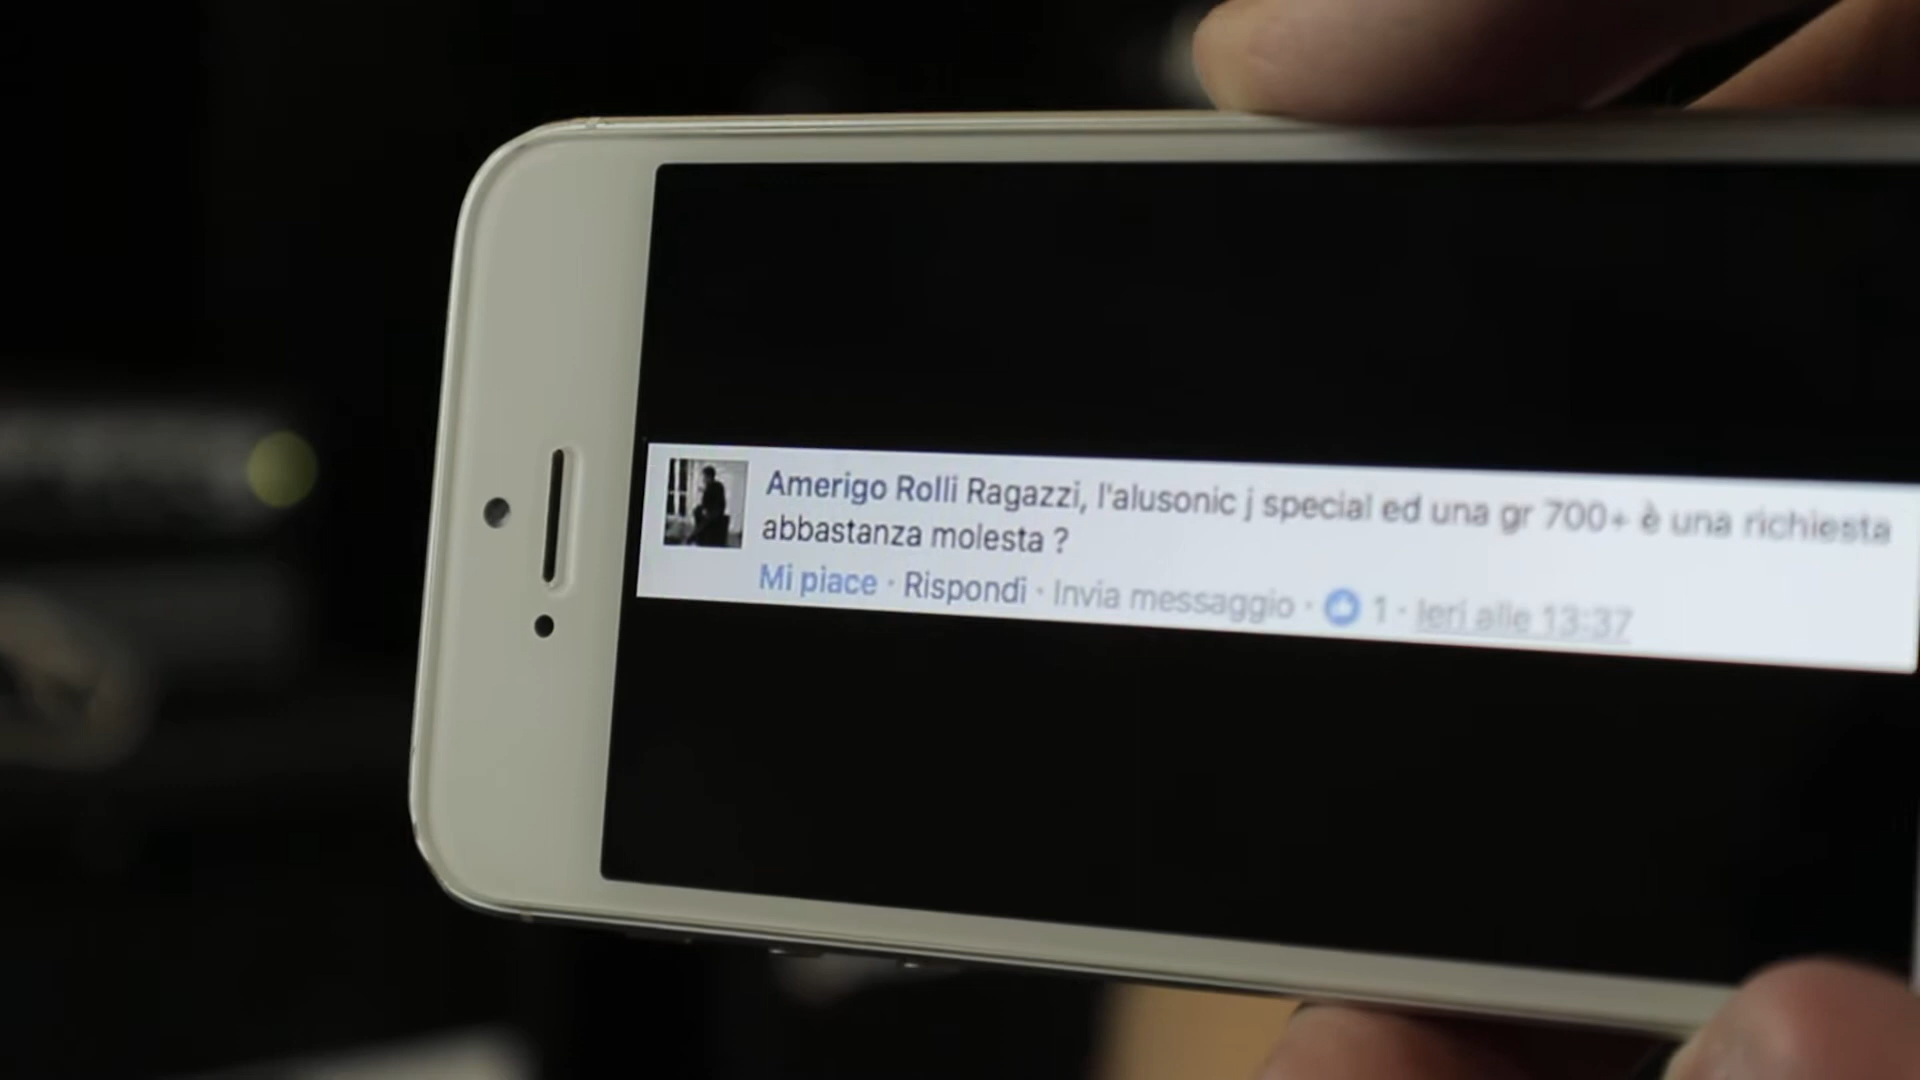 Amerigo Rolli Ragazzi, l'alusonic j special ed una gr 700+ è una richiesta
abbastanza molesta ?
Mi piace · Rispondi · Invia messaggio · 1 · Ieri alle 13:37